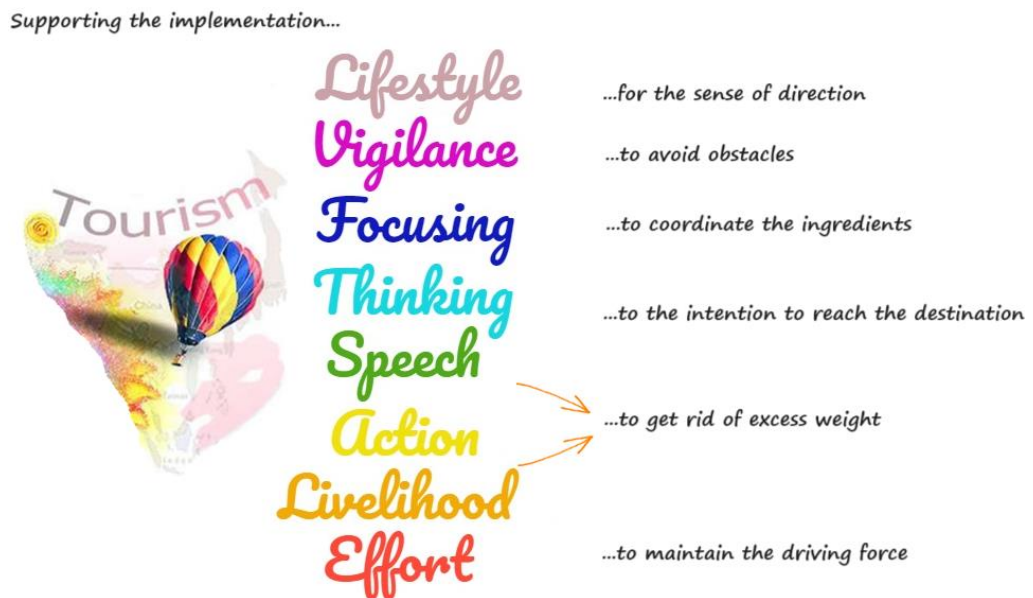 Supporting the implementation...
Lifestyle
...for the sense of direction
Vigilance
...to avoid obstacles
Tourism
Focusing
...to coordinate the ingredients
Thinking
...to the intention to reach the destination
China
Speech
Action
...to get rid of excess weight
Livelihood
Effort
...to maintain the driving force